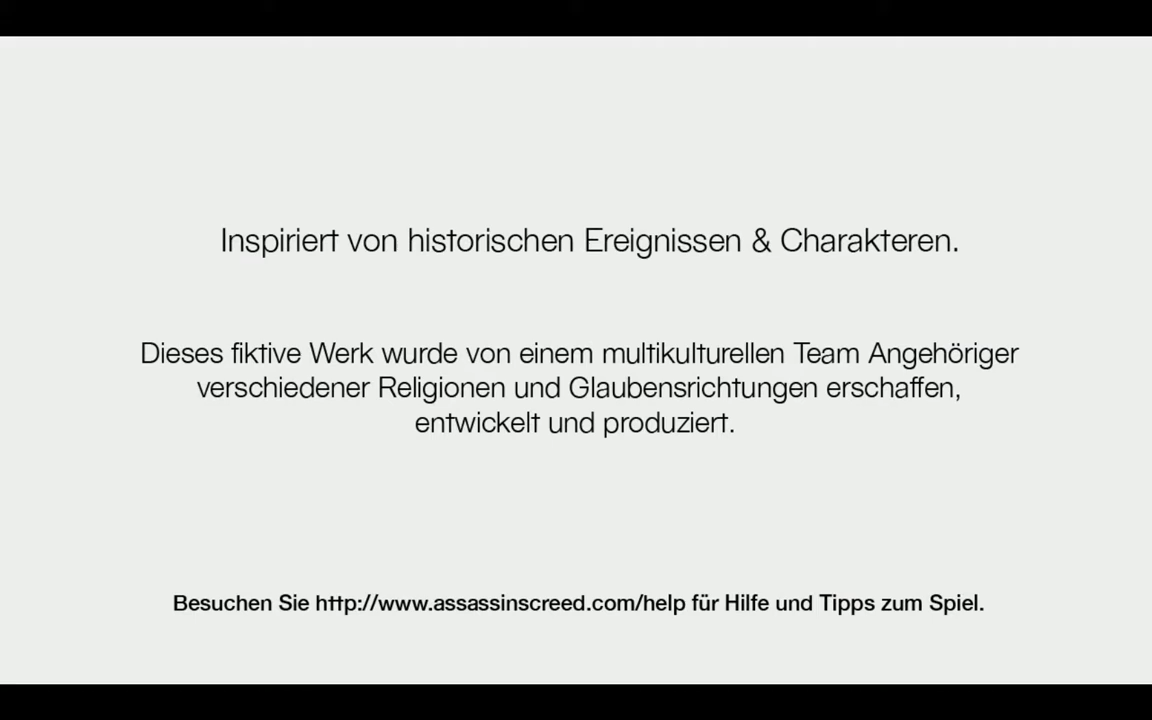 Inspiriert von historischen Ereignissen & Charakteren.
Dieses fiktive Werk wurde von einem multikulturellen Team Angehöriger
verschiedener Religionen und Glaubensrichtungen erschaffen,
entwickelt und produziert.
Besuchen Sie http://www.assassinscreed.com/help für Hilfe und Tipps zum Spiel.